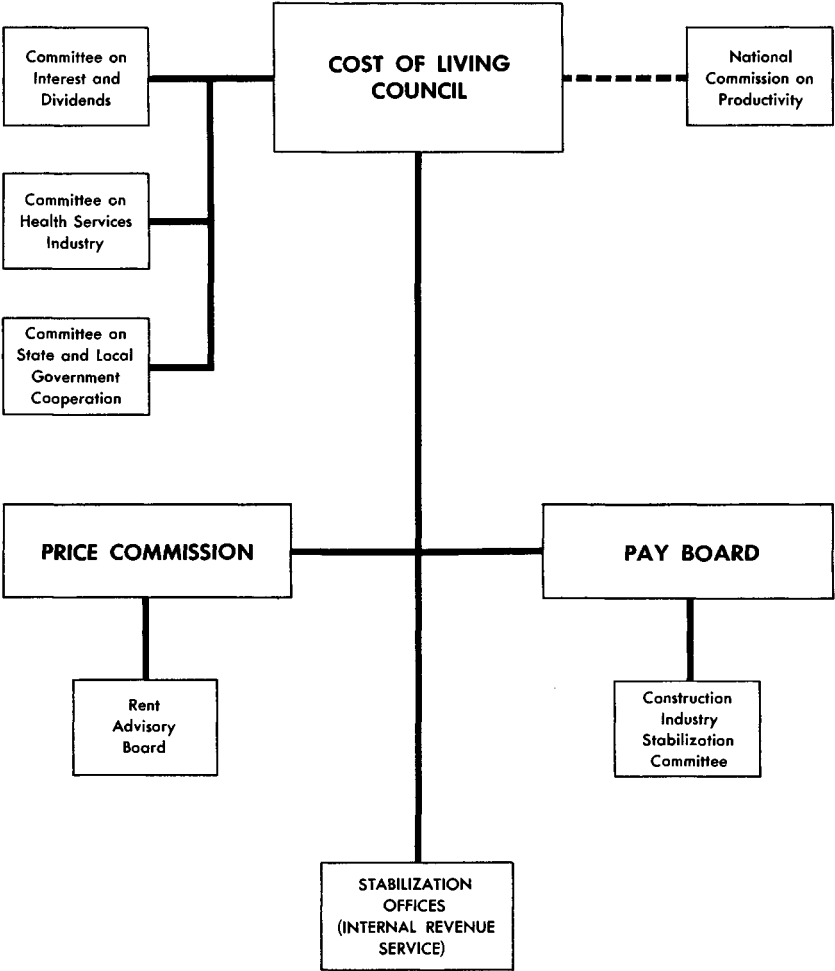 Committee on
Interest and
Dividends
COST OF LIVING
COUNCIL
National
Commission on
Productivity
Committee on
Health Services
Industry
Committee on
State and Local
Government
Cooperation
PRICE COMMISSION
PAY BOARD
Rent
Advisory
Board
Construction
Industry
Stabilization
Committee
STABILIZATION
OFFICES
(INTERNAL REVENUE
SERVICE)